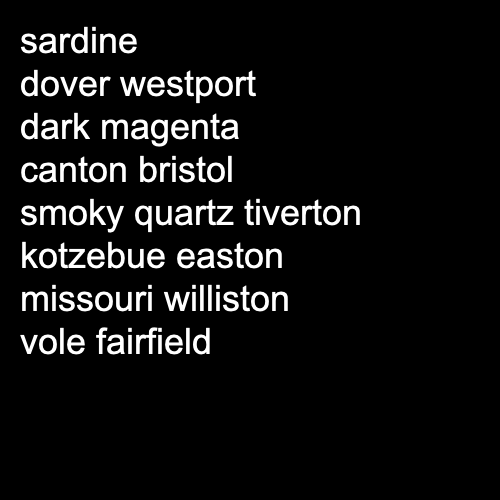 sardine
dover westport
dark magenta
canton bristol
smoky quartz tiverton
kotzebue easton
missouri williston
vole fairfield